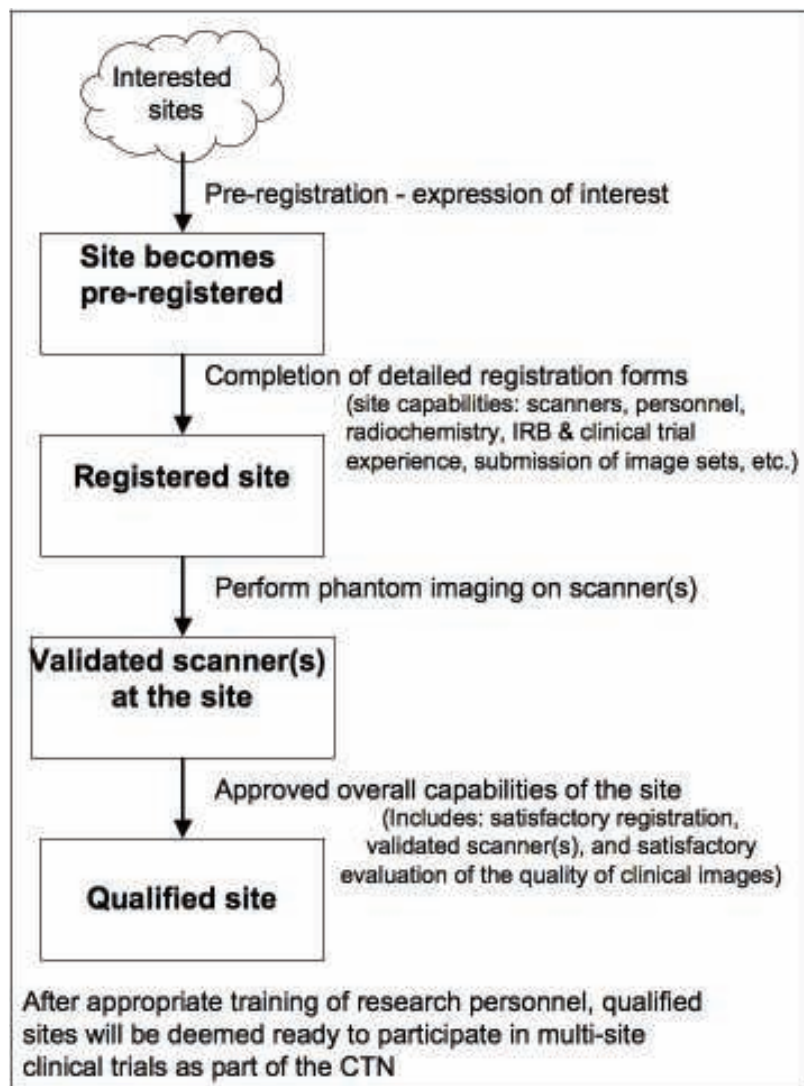 Interested
sites
Pre-registration - expression of interest
Site becomes
pre-registered
Completion of detailed registration forms
(site capabilities: scanners, personnel,
radiochemistry, IRB & clinical trial
experience, submission of image sets, etc.)
Registered site
Perform phantom imaging on scanner(s)
Validated scanner(s)
at the site
Approved overall capabilities of the site
(Includes: satisfactory registration,
validated scanner(s), and satisfactory
evaluation of the quality of clinical images)
Qualified site
After appropriate training of research personnel, qualified
sites will be deemed ready to participate in multi-site
clinical trials as part of the CTN